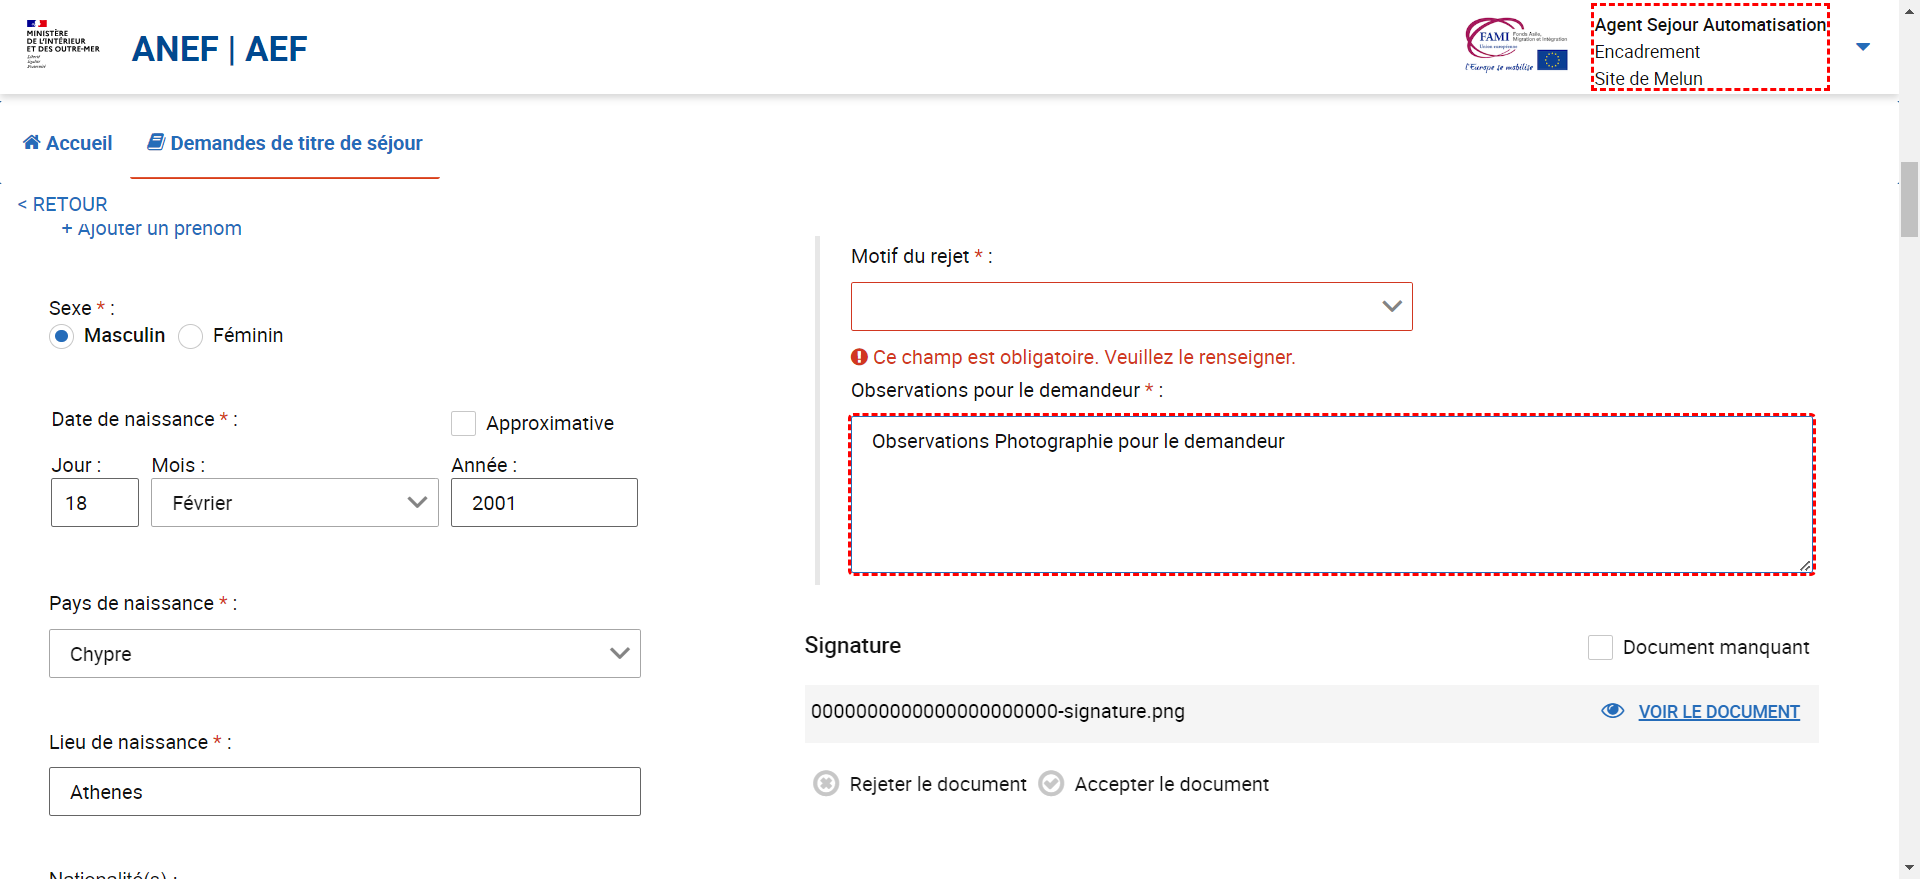 MINISTÈRE
DE L'INTÉRIEUR
ET DES OUTRE-MER
Liberté
Égalité
Fraternité
ANEF | AEF
FAMI
Fonds Asile,
Migration et Intégration
Union européenne
l'Europe se mobilise
Agent Sejour Automatisation
Encadrement
Site de Melun
Accueil
Demandes de titre de séjour
< RETOUR
+ Ajouter un prénom
Sexe * :
Masculin
Féminin
Date de naissance * :
Approximative
Jour :
Mois :
Année :
18
Février
2001
Pays de naissance * :
Chypre
Lieu de naissance * :
Athenes
Nationalité(s) :
Motif du rejet * :
Ce champ est obligatoire. Veuillez le renseigner.
Observations pour le demandeur * :
Observations Photographie pour le demandeur
Signature
Document manquant
0000000000000000000000-signature.png
VOIR LE DOCUMENT
Rejeter le document
Accepter le document